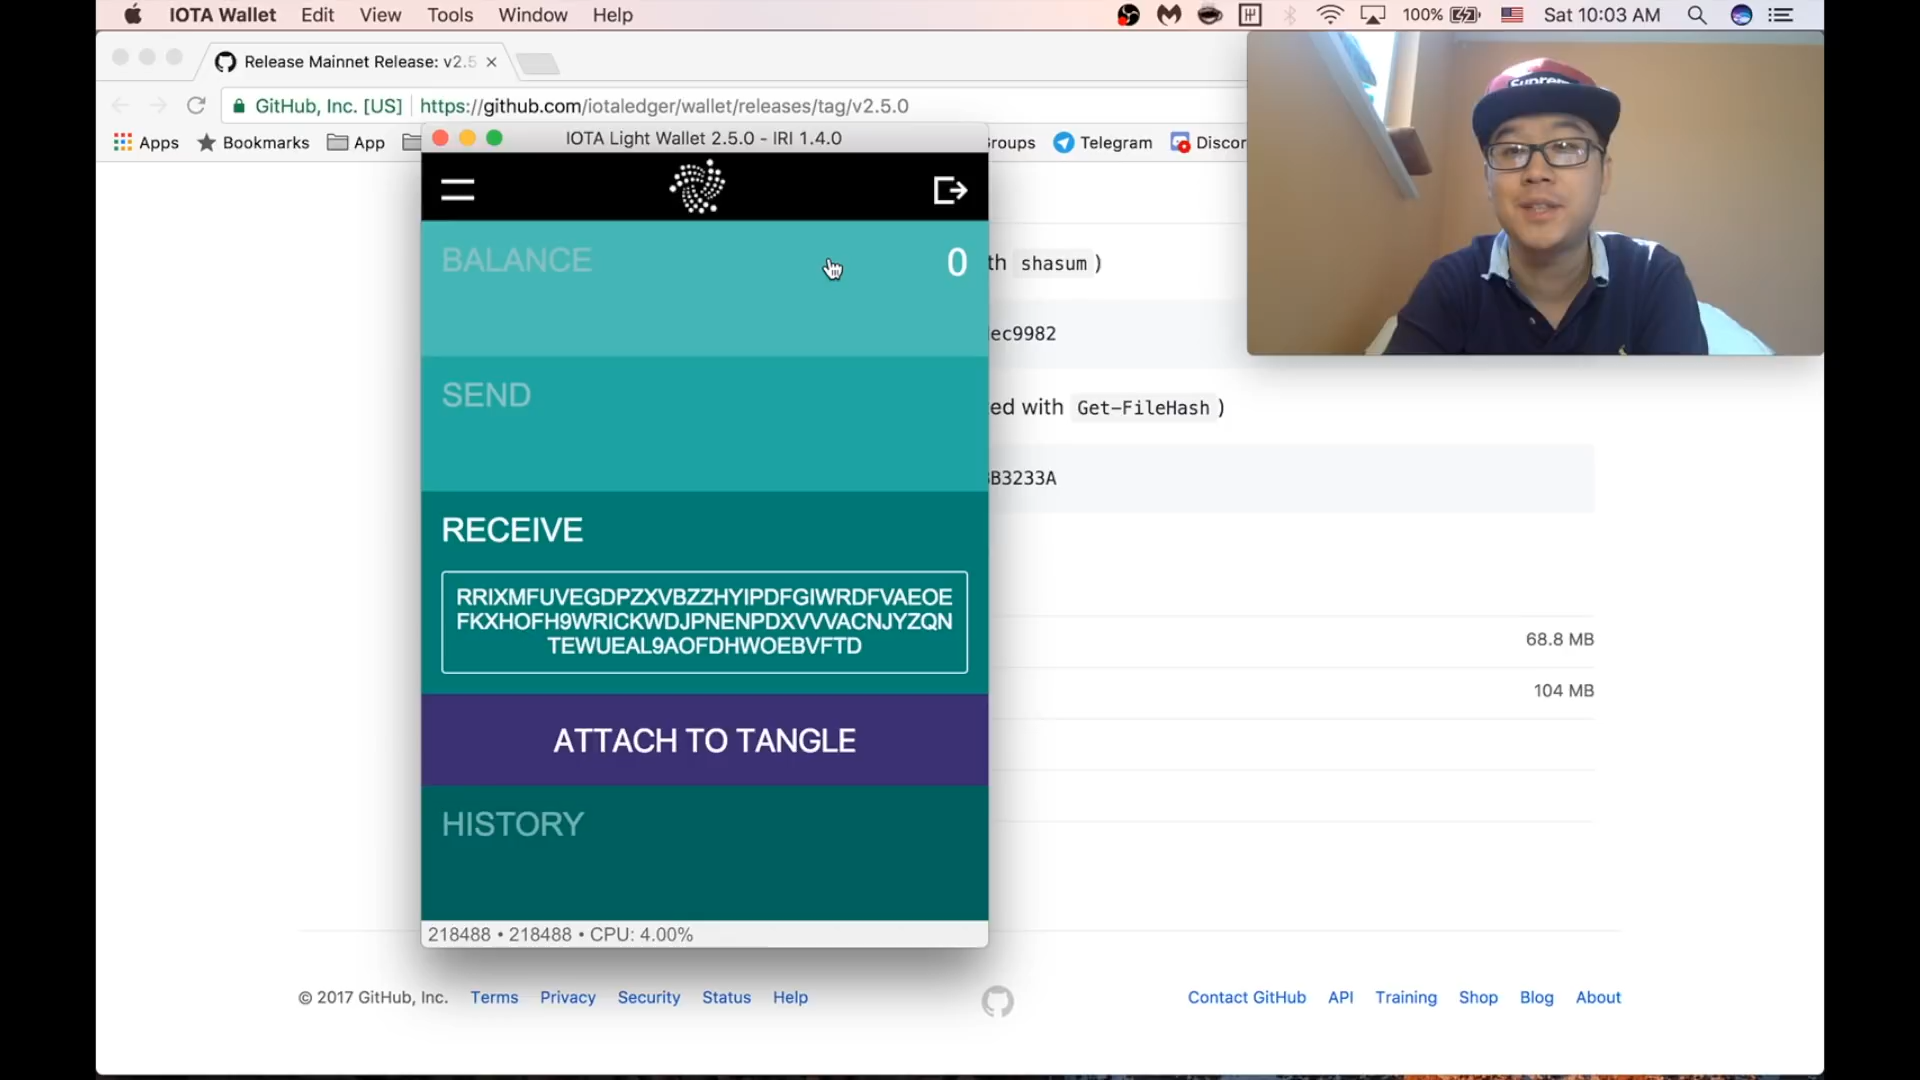 IOTA Wallet Edit View Tools Window Help 100% Sat 10:03 AM
Release Mainnet Release: v2.5
GitHub, Inc. [US] https://github.com/iotaledger/wallet/releases/tag/v2.5.0
Apps Bookmarks App Groups Telegram Discor
IOTA Light Wallet 2.5.0 - IRI 1.4.0
Supreme
BALANCE 0
th shasum )
ec9982
SEND
ed with Get-FileHash )
B3233A
RECEIVE
RRIXMFUVEGDPZXVBZZHYIPDFGIWRDFVAEOE
FKXHOFH9WRICKWDJPNENPDXVVVACNJYZQN
TEWUEAL9AOFDHWOEBVFTD
68.8 MB
104 MB
ATTACH TO TANGLE
HISTORY
218488 • 218488 • CPU: 4.00%
© 2017 GitHub, Inc. Terms Privacy Security Status Help Contact GitHub API Training Shop Blog About